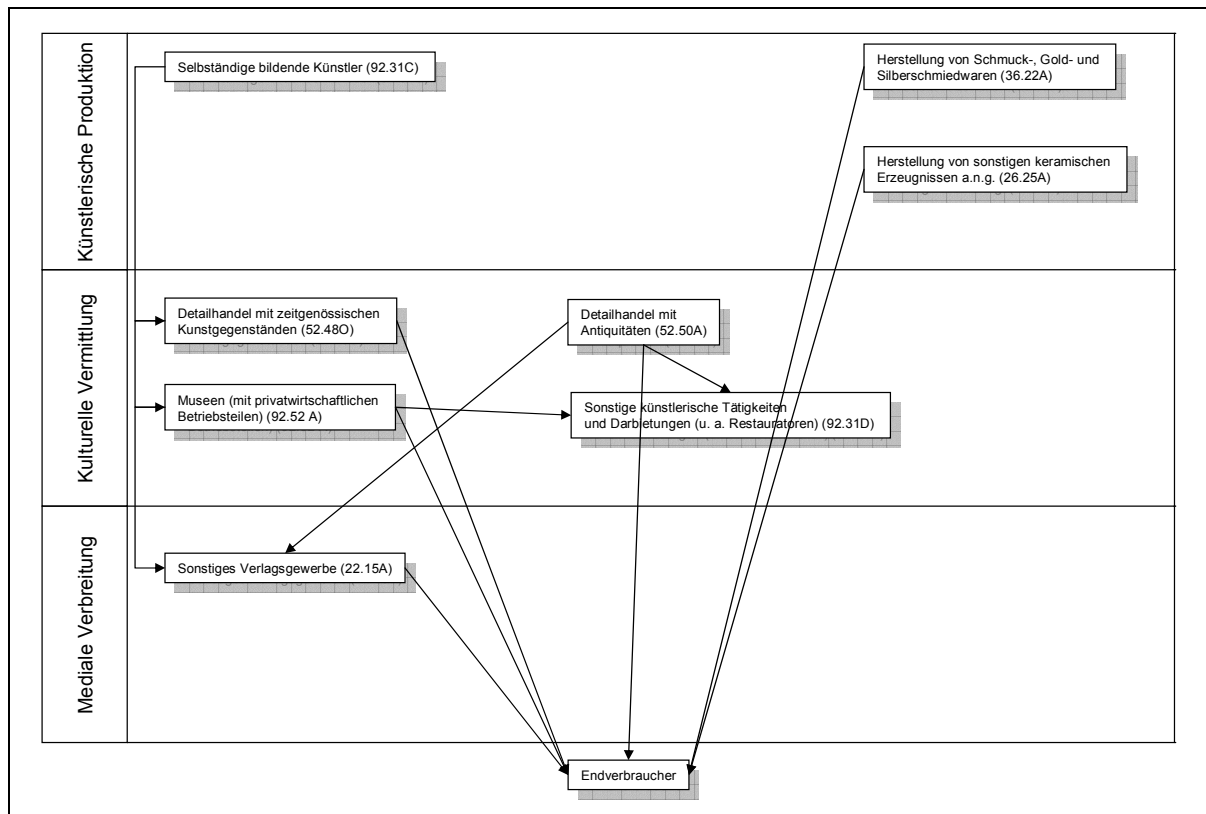 Künstlerische Produktion
Selbständige bildende Künstler (92.31C)
Herstellung von Schmuck-, Gold- und
Silberschmiedwaren (36.22A)
Herstellung von sonstigen keramischen
Erzeugnissen a.n.g. (26.25A)
Kulturelle Vermittlung
Detailhandel mit zeitgenössischen
Kunstgegenständen (52.48O)
Detailhandel mit
Antiquitäten (52.50A)
Museen (mit privatwirtschaftlichen
Betriebsteilen) (92.52 A)
Sonstige künstlerische Tätigkeiten
und Darbietungen (u. a. Restauratoren) (92.31D)
Mediale Verbreitung
Sonstiges Verlagsgewerbe (22.15A)
Endverbraucher